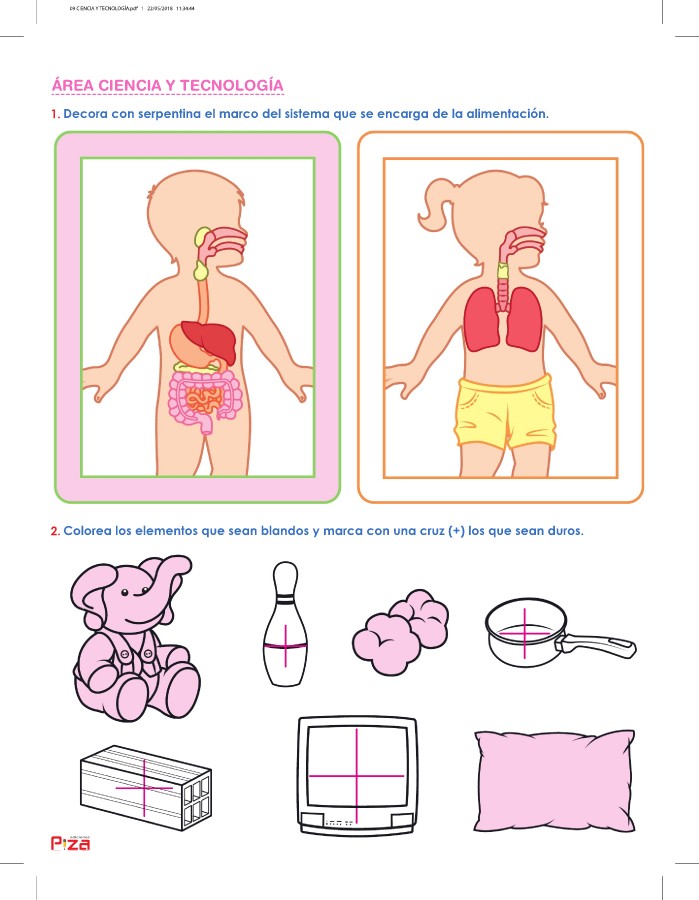 09 CIENCIA Y TECNOLOGÍA.pdf 1 22/05/2018 11:34:44
ÁREA CIENCIA Y TECNOLOGÍA
1. Decora con serpentina el marco del sistema que se encarga de la alimentación.
2. Colorea los elementos que sean blandos y marca con una cruz (+) los que sean duros.
ediciones
Piza